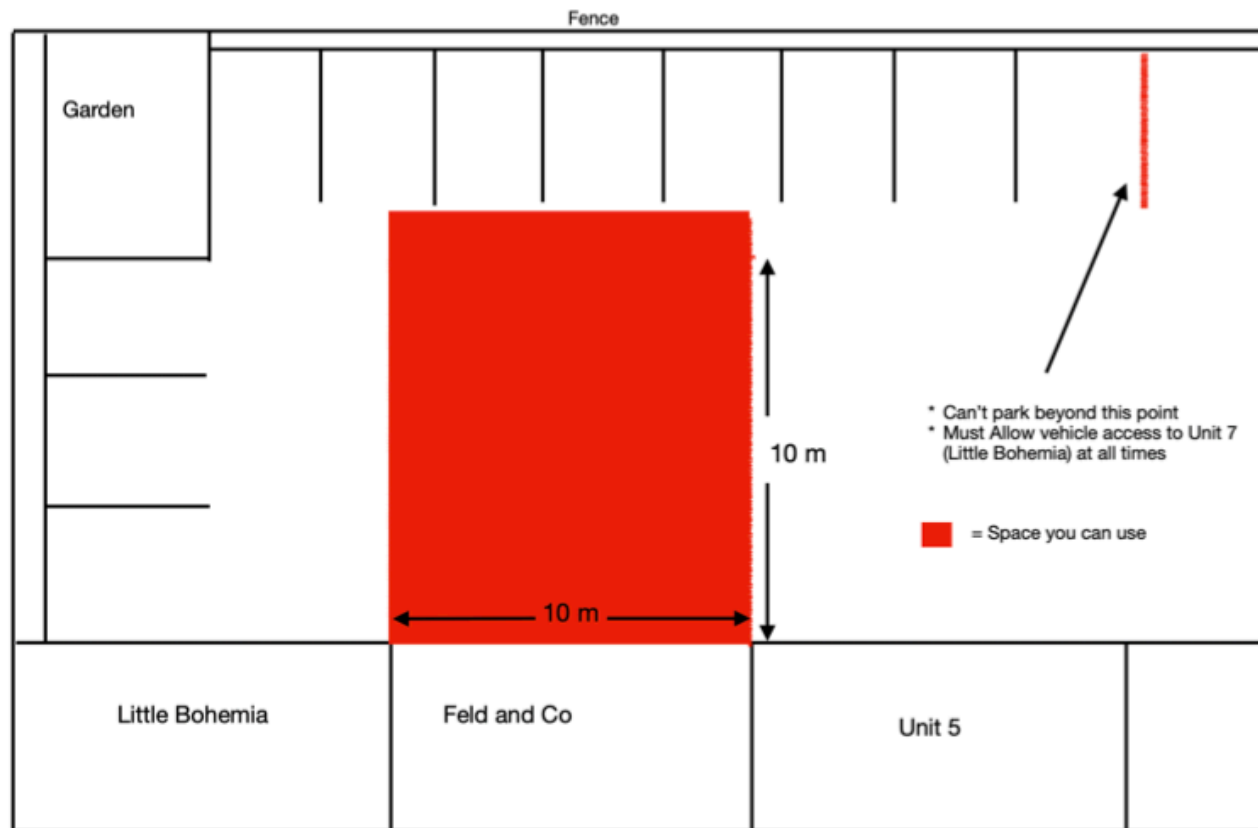 Fence
Garden
10 m
* Can't park beyond this point
* Must Allow vehicle access to Unit 7
(Little Bohemia) at all times
= Space you can use
10 m
Little Bohemia
Feld and Co
Unit 5